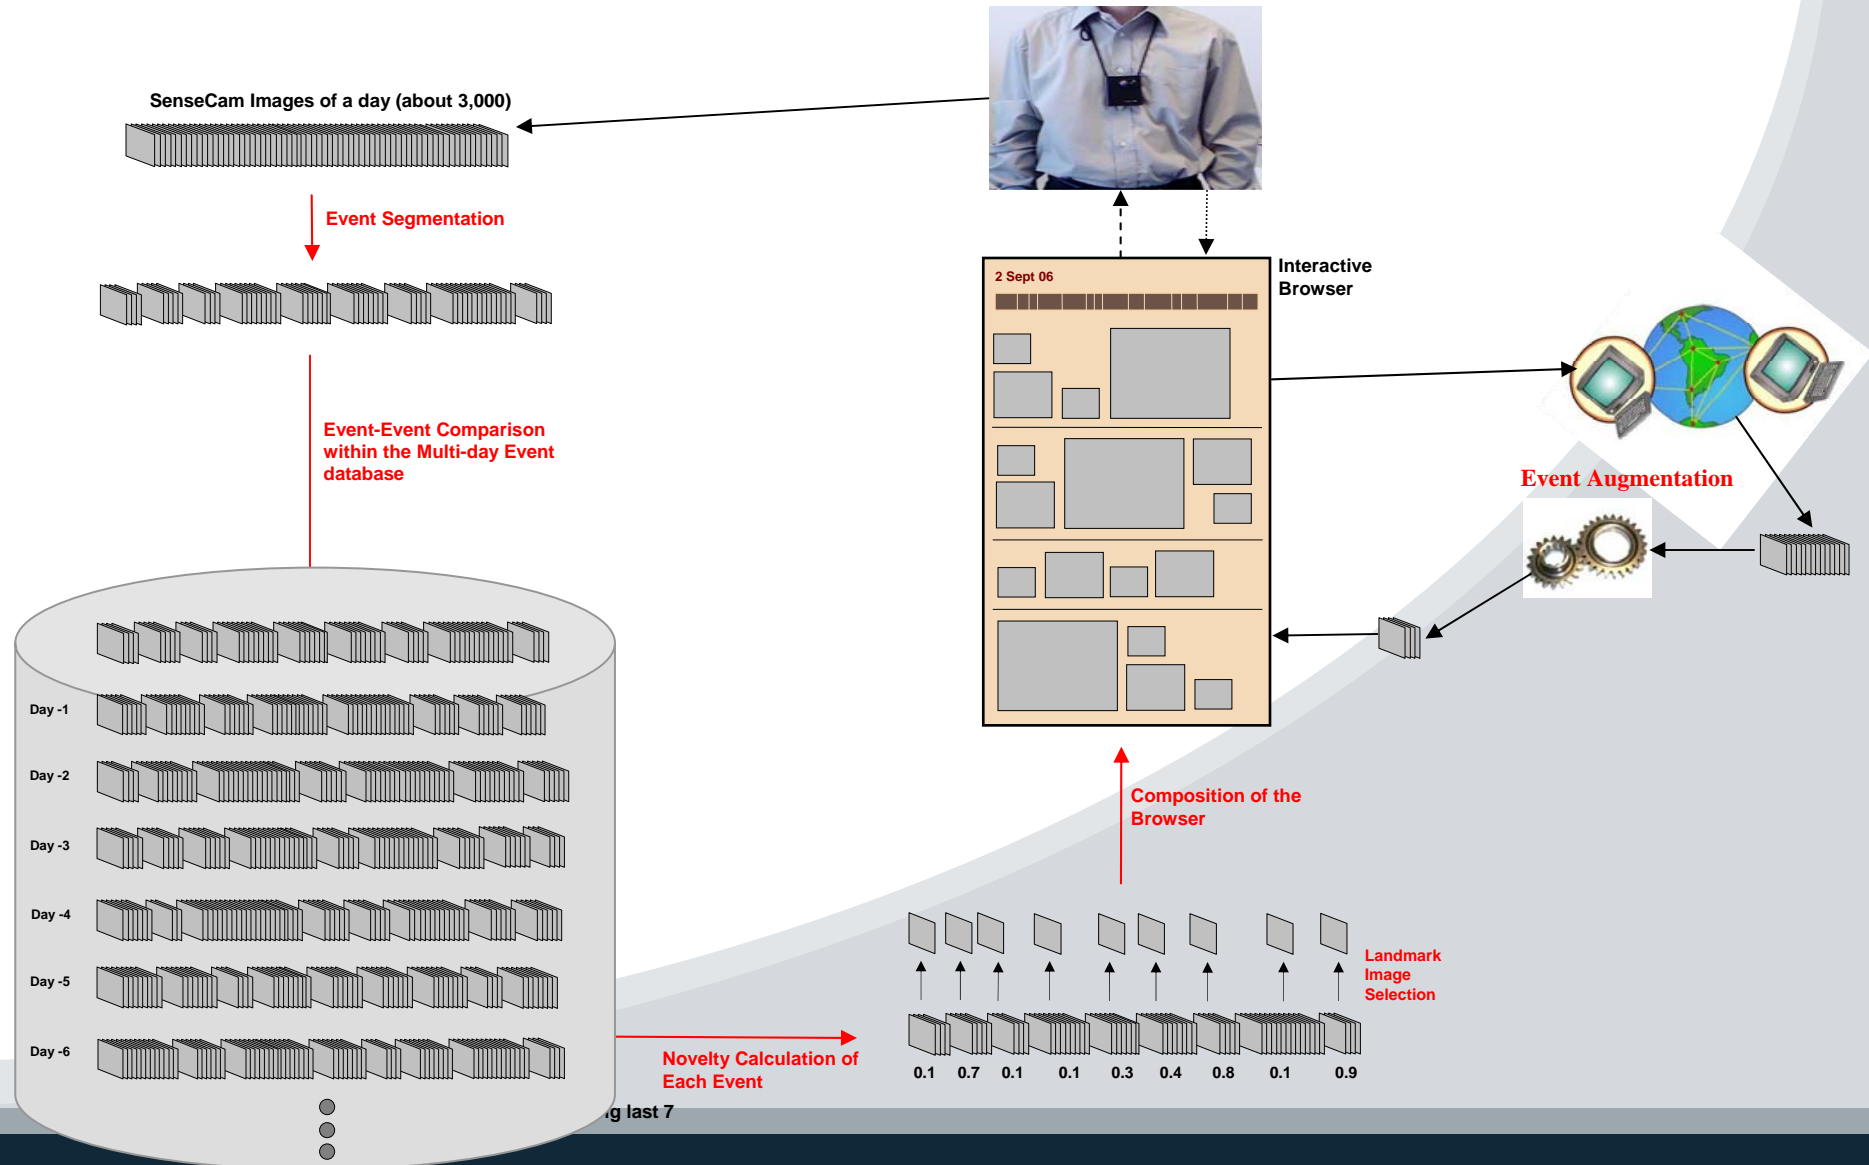 SenseCam Images of a day (about 3,000)
Event Segmentation
Event-Event Comparison
within the Multi-day Event
database
Day -1
Day -2
Day -3
Day -4
Day -5
Day -6
last 7
Novelty Calculation of
Each Event
0.1 0.7 0.1 0.1 0.3 0.4 0.8 0.1 0.9
Landmark
Image
Selection
Composition of the
Browser
2 Sept 06
Interactive
Browser
Event Augmentation